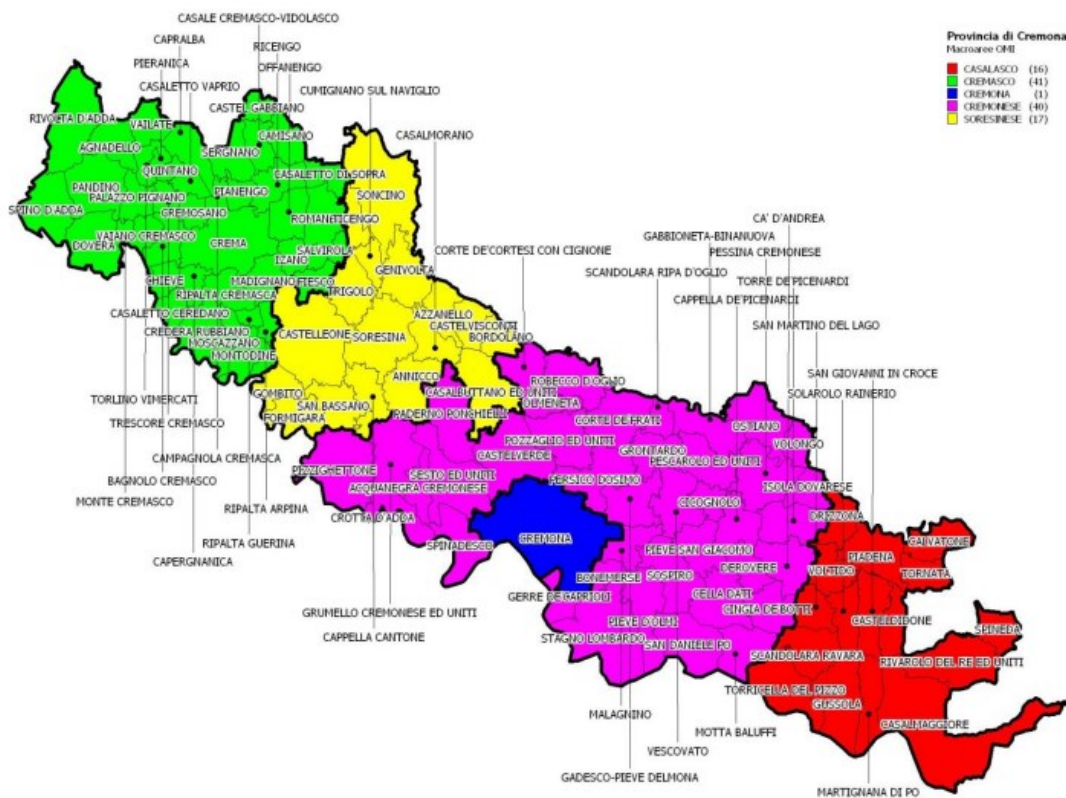 CASALE CREMASCO-VIDOLASCO
CAPRALBA
RICENGO
PIERANICA
OFFANENGO
CASALETTO VAPRIO
CUMIGNANO SUL NAVIGLIO
Provincia di Cremona
Macroaree OMI
CASALASCO (16)
CREMASCO (41)
CREMONA (1)
CREMONESE (40)
SORESINESE (17)
CASTEL GABBIANO
RIVOLTA D'ADDA
VAILATE
CAMISANO
CASALMORANO
AGNADELLO
SERGNANO
QUINTANO
CASALETTO DI SOPRA
PANDINO
PIANENGO
SONCINO
PALAZZO PIGNANO
SPINO D'ADDA
CREMOSANO
ROMANENGO
TICENGO
CA' D'ANDREA
GABBIONETA-BINANUOVA
VAIANO CREMASCO
DOVERA
CREMA
SALVIROLA
CORTE DE'CORTESI CON CIGNONE
PESSINA CREMONESE
IZANO
GENIVOLTA
SCANDOLARA RIPA D'OGLIO
CHIEVE
MADIGNANO
FIESCO
TORRE DE'PICENARDI
RIPALTA CREMASCA
TRIGOLO
CAPPELLA DE'PICENARDI
CASALETTO CEREDANO
AZZANELLO
SAN MARTINO DEL LAGO
CREDERA RUBBIANO
CASTELLEONE
SORESINA
CASTELVISCONTI
BORDOLANO
MOSCAZZANO
MONTODINE
SAN GIOVANNI IN CROCE
ANNICCO
ROBECCO D'OGLIO
SOLAROLO RAINERIO
GOMBITO
CASALBUTTANO ED UNITI
TORLINO VIMERCATI
SAN BASSANO
OLMENETA
FORMIGARA
PADERNO PONCHIELLI
CORTE DE'FRATI
TRESCORE CREMASCO
OSTIANO
POZZAGLIO ED UNITI
VOLONGO
GRONTARDO
CASTELVERDE
CAMPAGNOLA CREMASCA
PIZZIGHETTONE
PESCAROLO ED UNITI
SESTO ED UNITI
BAGNOLO CREMASCO
PERSICO DOSIMO
ISOLA DOVARESE
ACQUANEGRA CREMONESE
MONTE CREMASCO
CICOGNOLO
RIPALTA ARPINA
CROTTA D'ADDA
DRIZZONA
CREMONA
RIPALTA GUERINA
SPINADESCO
CALVATONE
PIEVE SAN GIACOMO
PIADENA
CAPERGNANICA
DEROVERE
VOLTIDO
TORNATA
BONEMERSE
SOSPIRO
GERRE DE'CAPRIOLI
CELLA DATI
GRUMELLO CREMONESE ED UNITI
CINGIA DE'BOTTI
CASTELDIDONE
PIEVE D'OLMI
SPINEDA
CAPPELLA CANTONE
STAGNO LOMBARDO
SAN DANIELE PO
SCANDOLARA RAVARA
RIVAROLO DEL RE ED UNITI
TORRICELLA DEL PIZZO
GUSSOLA
MALAGNINO
CASALMAGGIORE
MOTTA BALUFFI
VESCOVATO
GADESCO-PIEVE DELMONA
MARTIGNANA DI PO